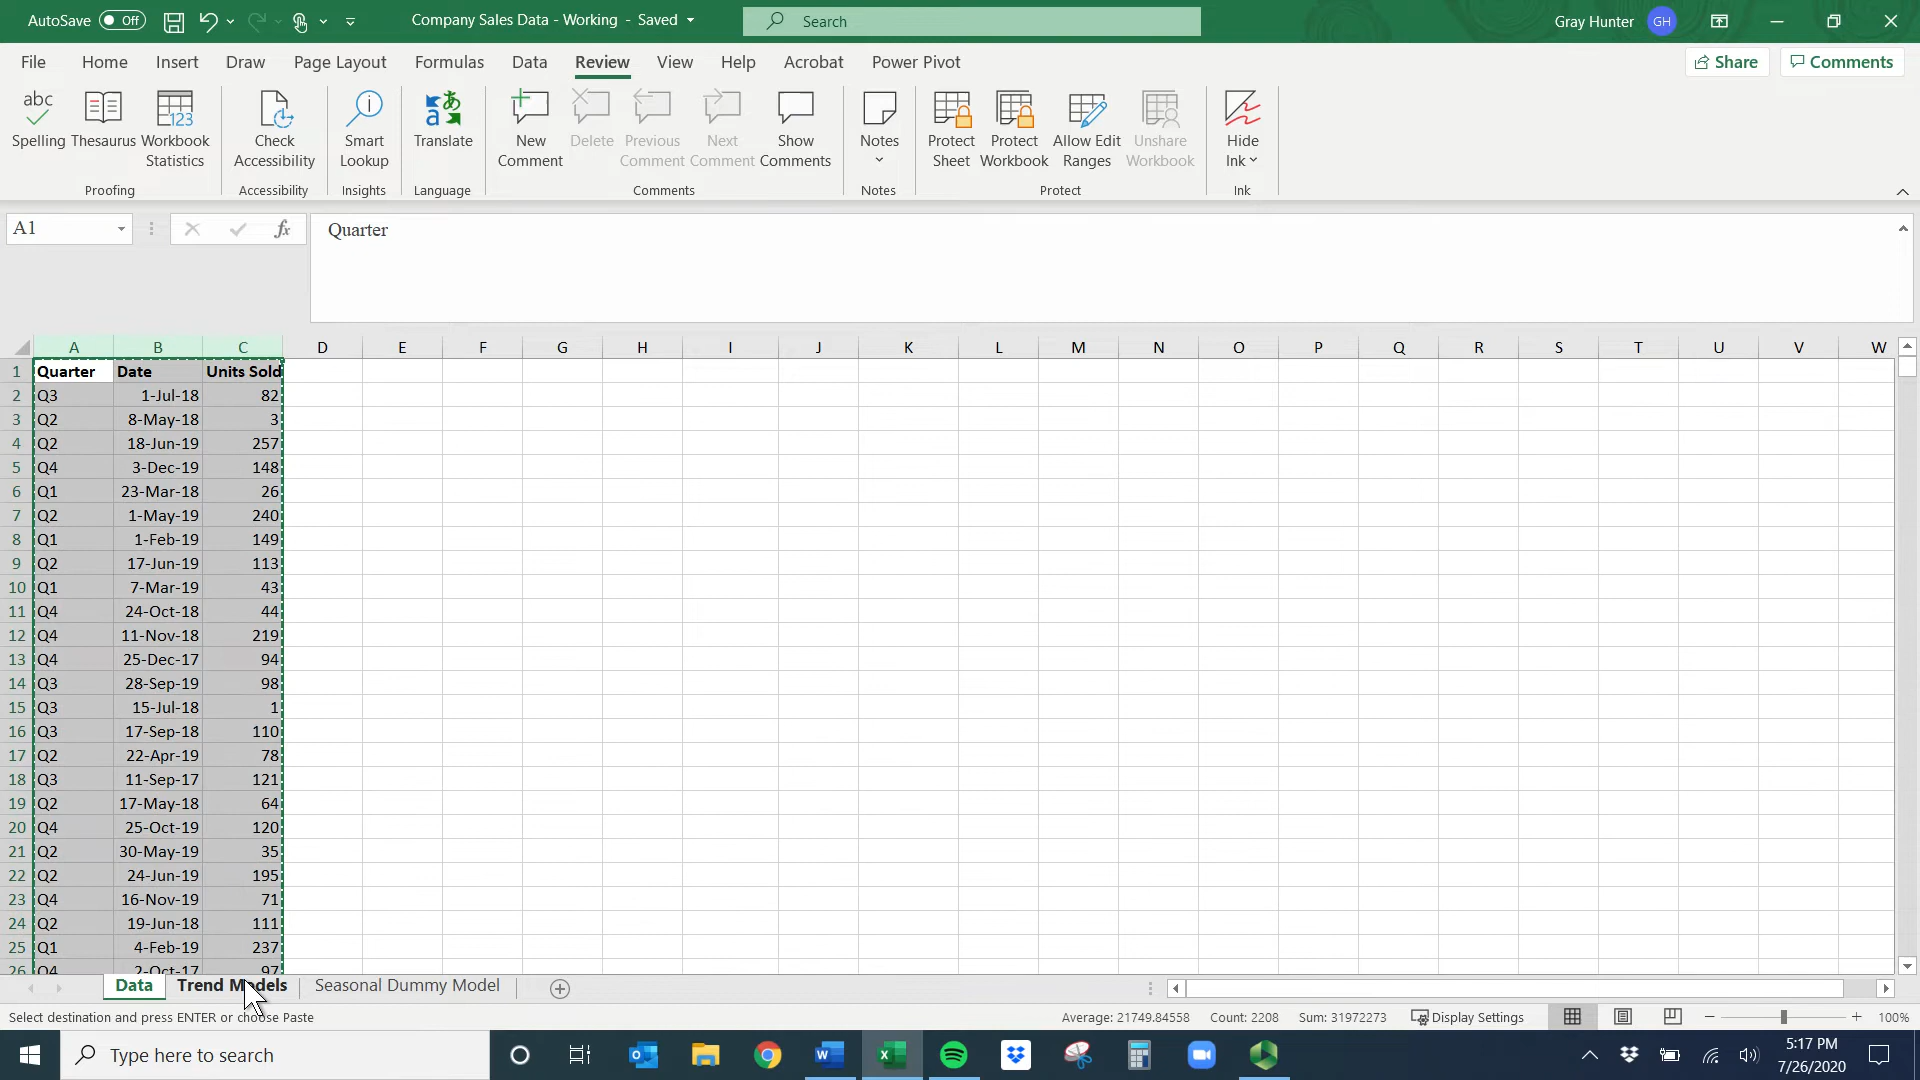 AutoSave Off Company Sales Data - Working - Saved Search Gray Hunter GH
File Home Insert Draw Page Layout Formulas Data Review View Help Acrobat Power Pivot Share Comments
abc 123
Spelling Thesaurus Workbook Statistics Check Accessibility Smart Lookup Translate New Comment Delete Previous Comment Next Comment Show Comments Notes Protect Sheet Protect Workbook Allow Edit Ranges Unshare Workbook Hide Ink
Proofing Accessibility Insights Language Comments Notes Protect Ink
A1 fx Quarter
A B C D E F G H I J K L M N O P Q R S T U V W
1 Quarter Date Units Sold
2 Q3 1-Jul-18 82
3 Q2 8-May-18 3
4 Q2 18-Jun-19 257
5 Q4 3-Dec-19 148
6 Q1 23-Mar-18 26
7 Q2 1-May-19 240
8 Q1 1-Feb-19 149
9 Q2 17-Jun-19 113
10 Q1 7-Mar-19 43
11 Q4 24-Oct-18 44
12 Q4 11-Nov-18 219
13 Q4 25-Dec-17 94
14 Q3 28-Sep-19 98
15 Q3 15-Jul-18 1
16 Q3 17-Sep-18 110
17 Q2 22-Apr-19 78
18 Q3 11-Sep-17 121
19 Q2 17-May-18 64
20 Q4 25-Oct-19 120
21 Q2 30-May-19 35
22 Q2 24-Jun-19 195
23 Q4 16-Nov-19 71
24 Q2 19-Jun-18 111
25 Q1 4-Feb-19 237
26 Q4 2-Oct-17 97
Data Trend Models Seasonal Dummy Model
Select destination and press ENTER or choose Paste Average: 21749.84558 Count: 2208 Sum: 31972273 Display Settings 100%
Type here to search 5:17 PM
7/26/2020